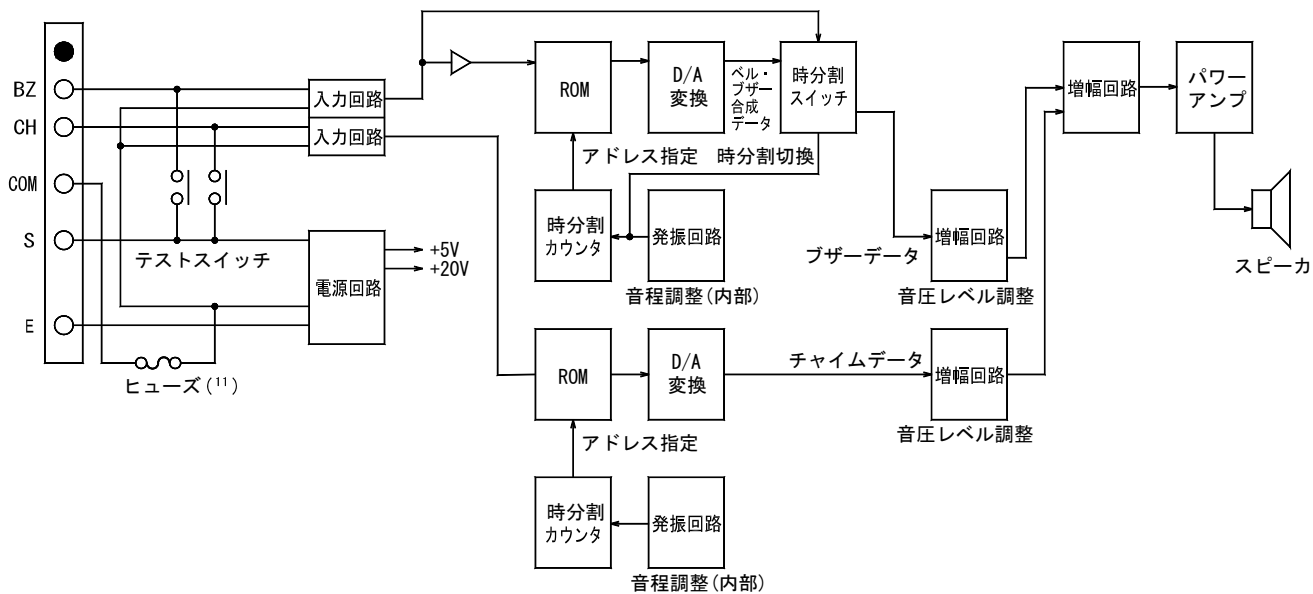 BZ
CH
COM
S
E
入力回路
入力回路
テストスイッチ
電源回路
+5V
+20V
ヒューズ(11)
ROM
D/A
変換
ベル・
ブザー
合成
データ
時分割
スイッチ
アドレス指定
時分割切換
時分割
カウンタ
発振回路
音程調整(内部)
ブザーデータ
増幅回路
音圧レベル調整
増幅回路
パワー
アンプ
スピーカ
ROM
D/A
変換
チャイムデータ
増幅回路
音圧レベル調整
アドレス指定
時分割
カウンタ
発振回路
音程調整(内部)